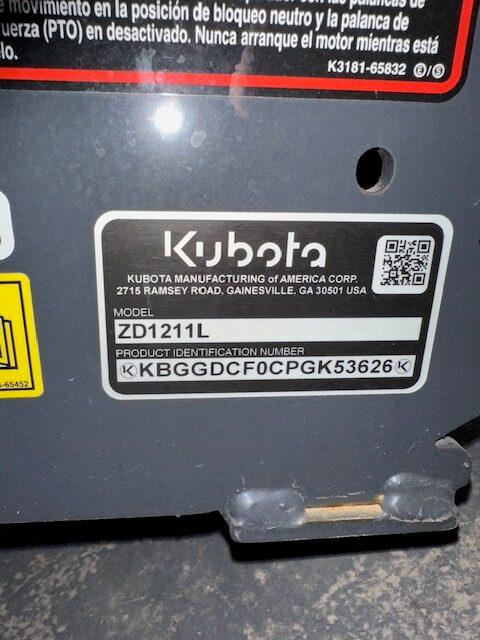 movimiento en la posición de bloqueo neutro y la palanca de
uerza (PTO) en desactivado. Nunca arranque el motor mientras está
lo.
K3181-65832 E/S
Kubota
KUBOTA MANUFACTURING of AMERICA CORP.
2715 RAMSEY ROAD, GAINESVILLE, GA 30501 USA
MODEL
ZD1211L
PRODUCT IDENTIFICATION NUMBER
KBGGDCF0CPGK53626
-65452